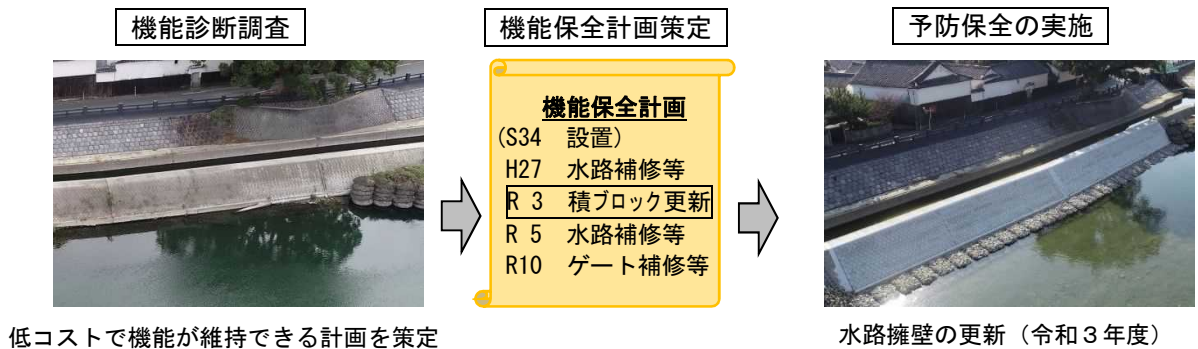 機能診断調査
機能保全計画策定
予防保全の実施
機能保全計画
(S34 設置)
H27 水路補修等
R 3 積ブロック更新
R 5 水路補修等
R10 ゲート補修等
低コストで機能が維持できる計画を策定
水路擁壁の更新（令和３年度）